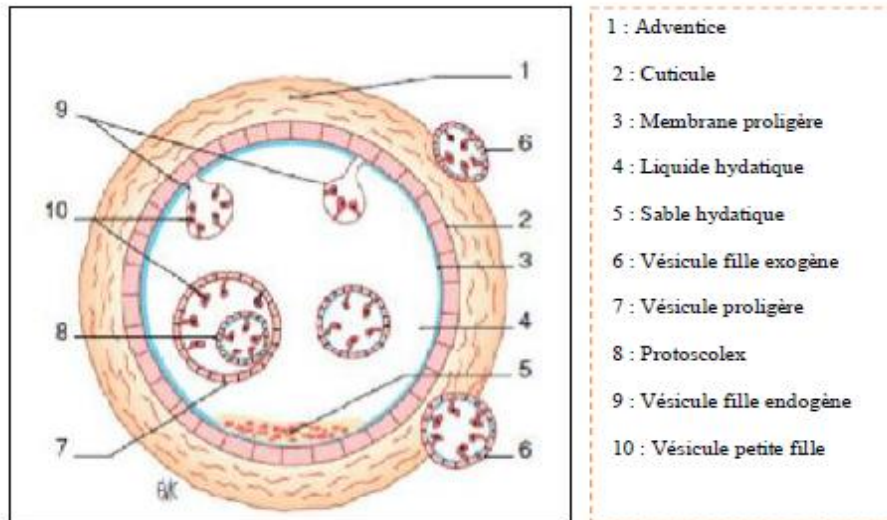 1
9
6
10
2
3
8
4
5
7
6
1 : Adventice
2 : Cuticule
3 : Membrane proligère
4 : Liquide hydatique
5 : Sable hydatique
6 : Vésicule fille exogène
7 : Vésicule proligère
8 : Protoscolex
9 : Vésicule fille endogène
10 : Vésicule petite fille